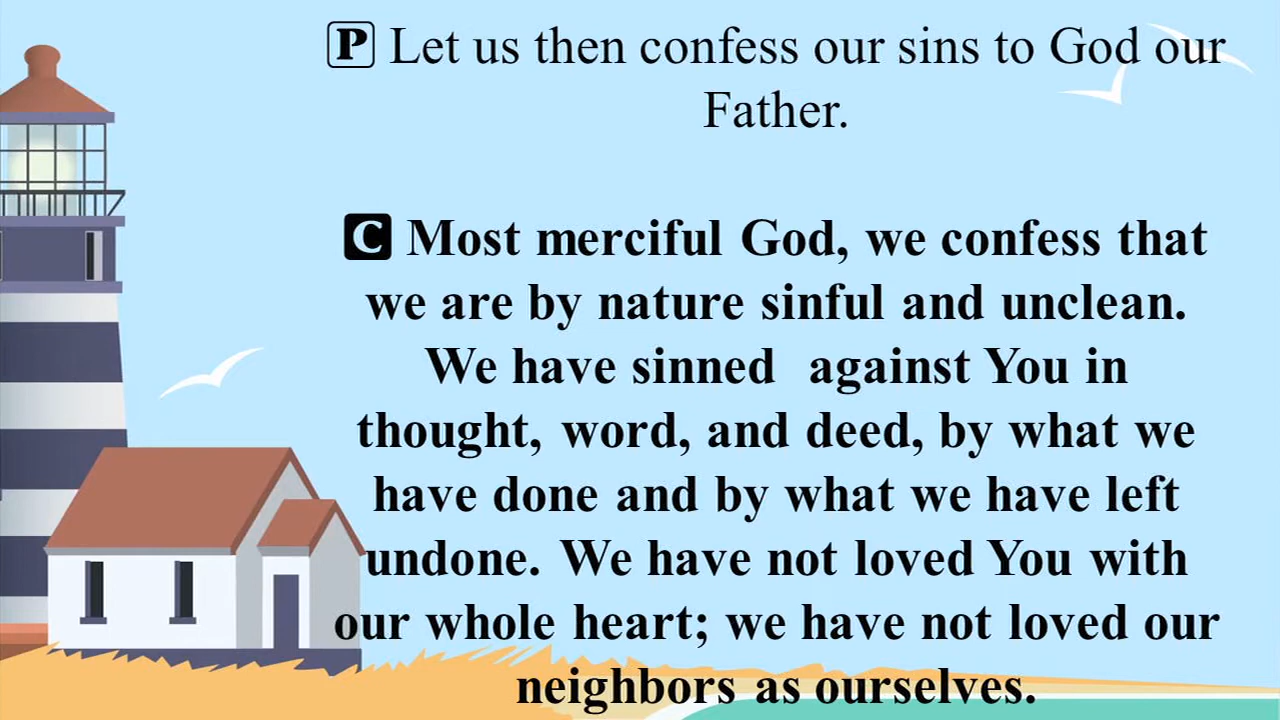 P Let us then confess our sins to God our
Father.
C Most merciful God, we confess that
we are by nature sinful and unclean.
We have sinned  against You in
thought, word, and deed, by what we
have done and by what we have left
undone. We have not loved You with
our whole heart; we have not loved our
neighbors as ourselves.